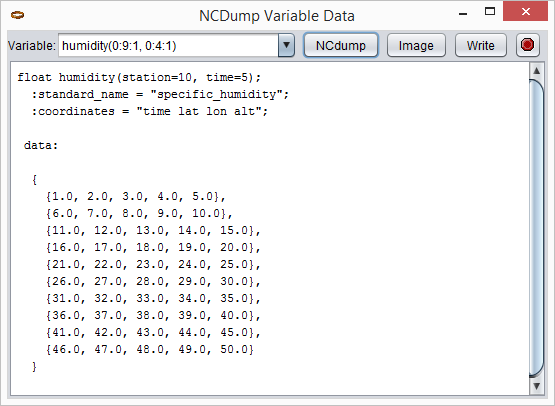 NCDump Variable Data
Variable: humidity(0:9:1, 0:4:1) NCdump Image Write
float humidity(station=10, time=5);
:standard_name = "specific_humidity";
:coordinates = "time lat lon alt";
data:
{
{1.0, 2.0, 3.0, 4.0, 5.0},
{6.0, 7.0, 8.0, 9.0, 10.0},
{11.0, 12.0, 13.0, 14.0, 15.0},
{16.0, 17.0, 18.0, 19.0, 20.0},
{21.0, 22.0, 23.0, 24.0, 25.0},
{26.0, 27.0, 28.0, 29.0, 30.0},
{31.0, 32.0, 33.0, 34.0, 35.0},
{36.0, 37.0, 38.0, 39.0, 40.0},
{41.0, 42.0, 43.0, 44.0, 45.0},
{46.0, 47.0, 48.0, 49.0, 50.0}
}